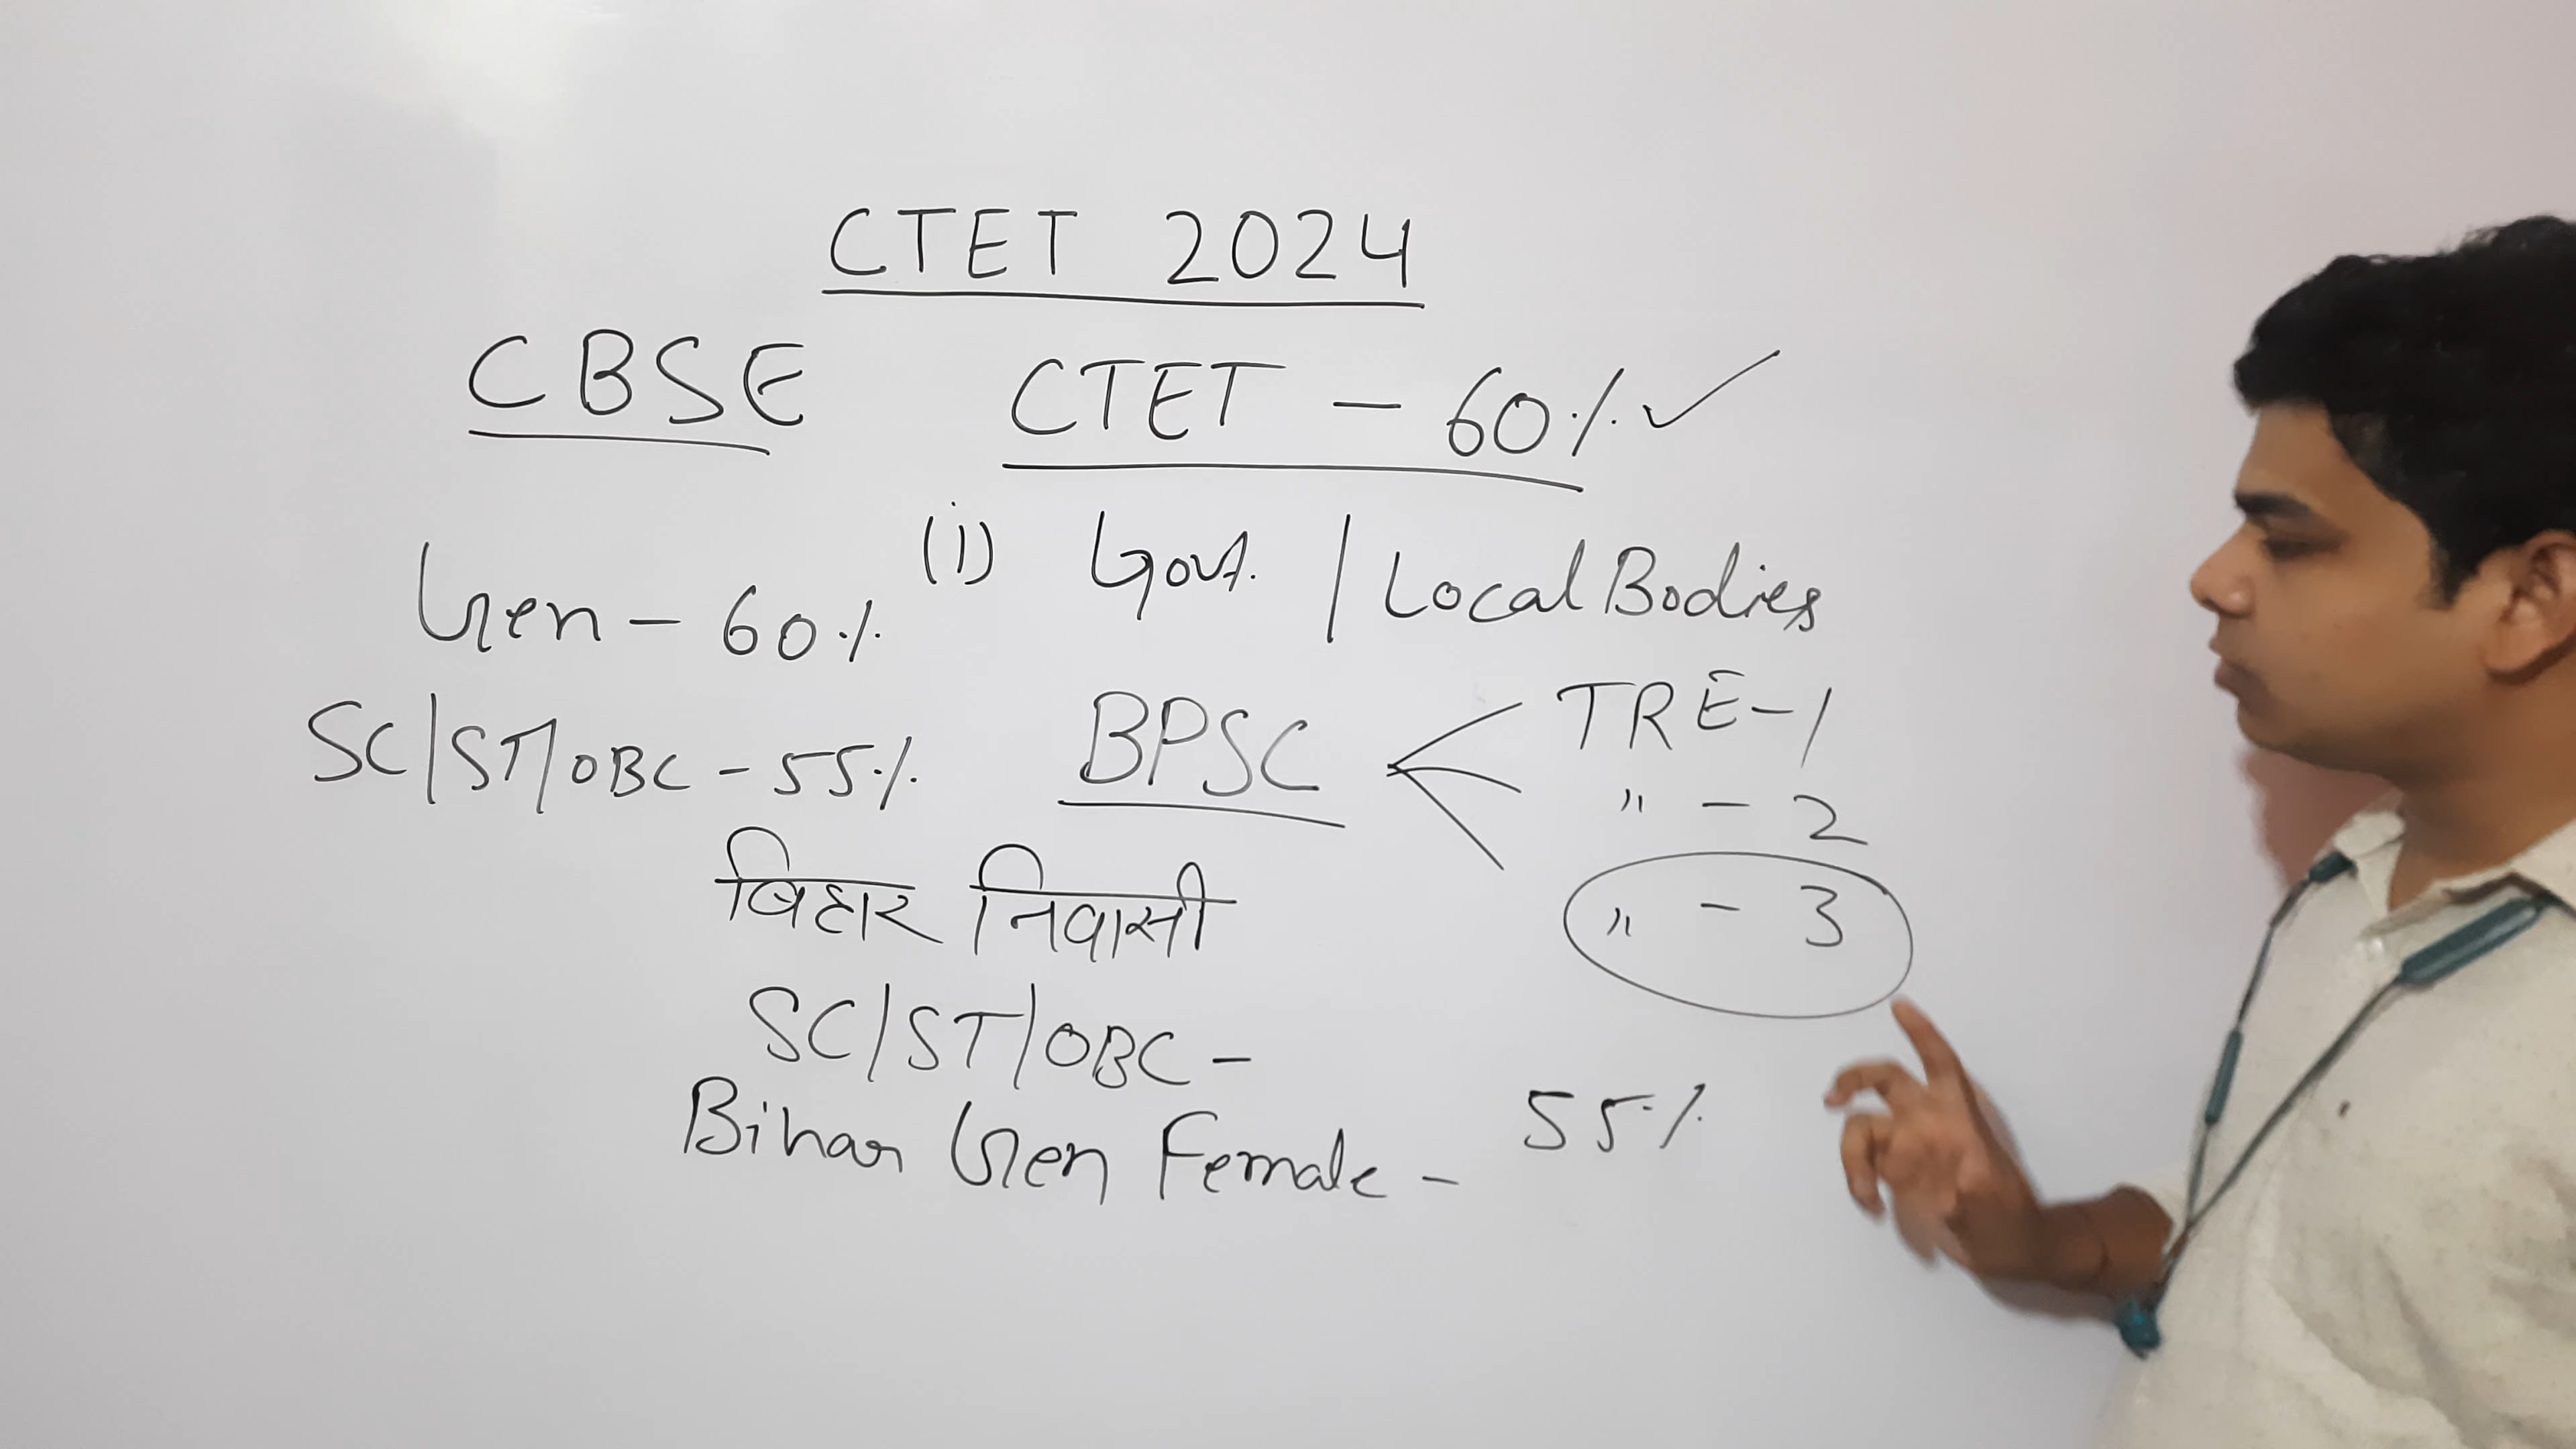 CTET 2024
CBSE CTET - 60% ✓
(i) Govt. / Local Bodies
Gen - 60%
SC/ST/OBC - 55%
BPSC
TRE-1
" - 2
" - 3
बिहार निवासी
SC/ST/OBC -
Bihar Gen Female - 55%